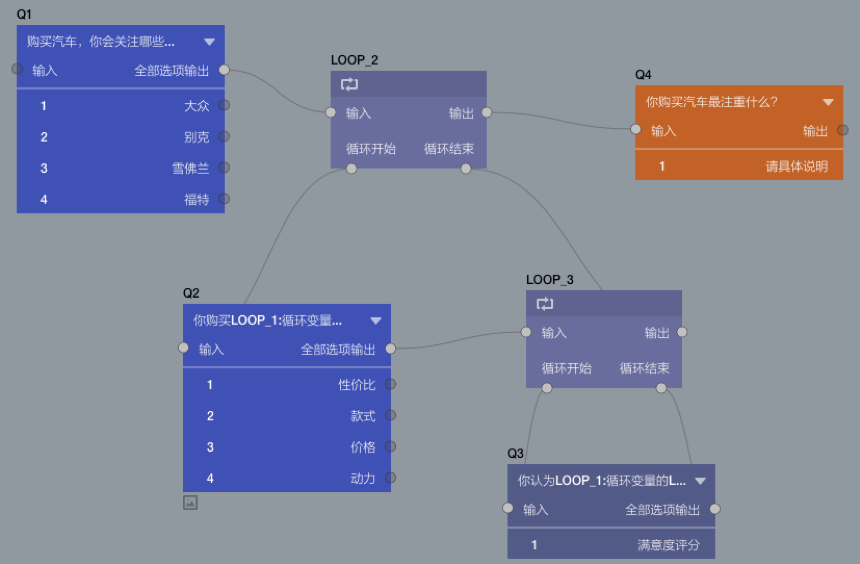 Q1
购买汽车，你会关注哪些...
输入 全部选项输出
1 大众
2 别克
3 雪佛兰
4 福特
LOOP_2
输入 输出
循环开始 循环结束
Q4
你购买汽车最注重什么?
输入 输出
1 请具体说明
Q2
你购买LOOP_1:循环变量...
输入 全部选项输出
1 性价比
2 款式
3 价格
4 动力
LOOP_3
输入 输出
循环开始 循环结束
Q3
你认为LOOP_1:循环变量的L...
输入 全部选项输出
1 满意度评分